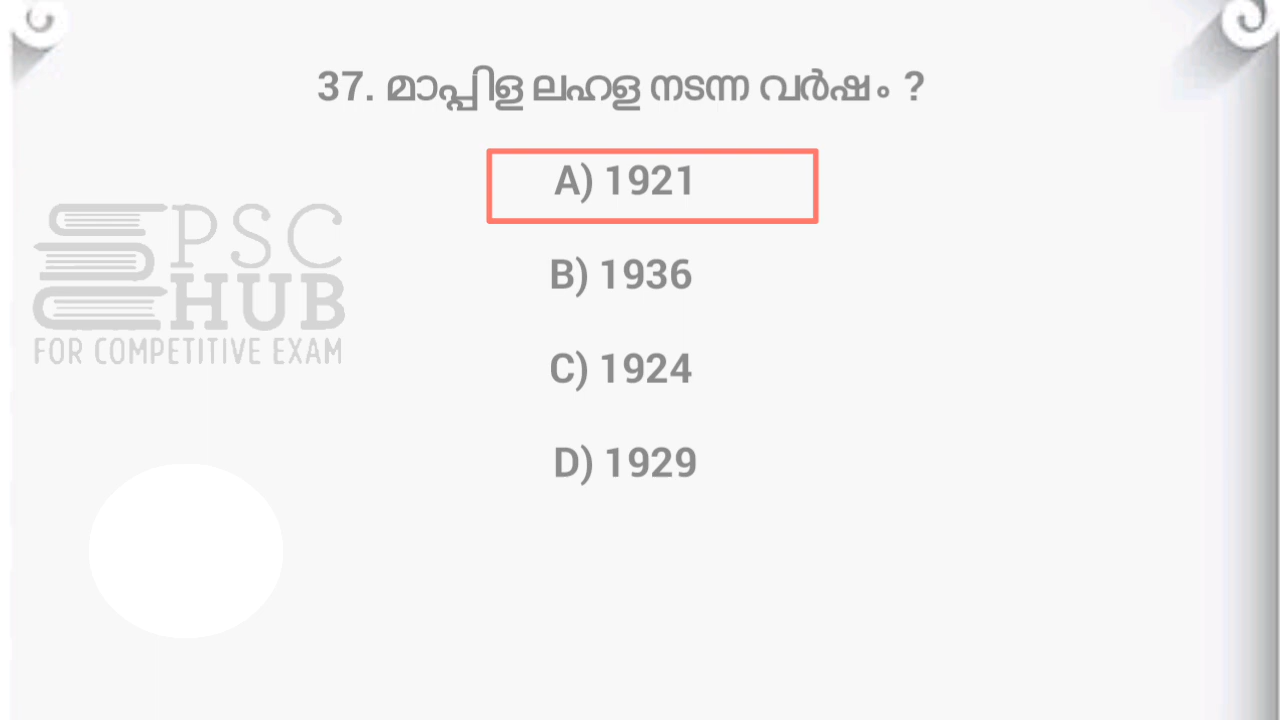 37. മാപ്പിള ലഹള നടന്ന വർഷം ?
A) 1921
PSC
HUB
FOR COMPETITIVE EXAM
B) 1936
C) 1924
D) 1929